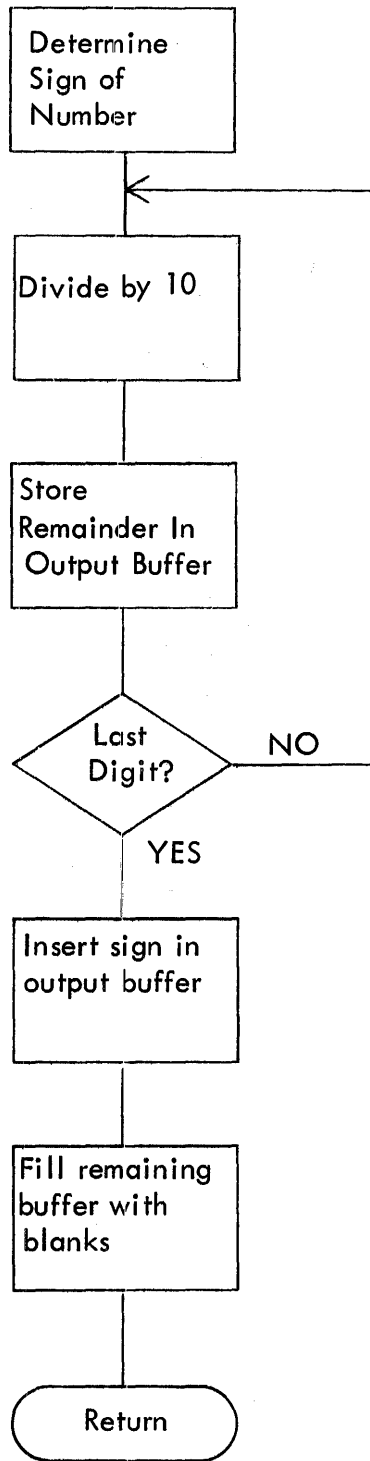 Determine
Sign of
Number
Divide by 10
Store
Remainder In
Output Buffer
Last
Digit?
NO
YES
Insert sign in
output buffer
Fill remaining
buffer with
blanks
Return